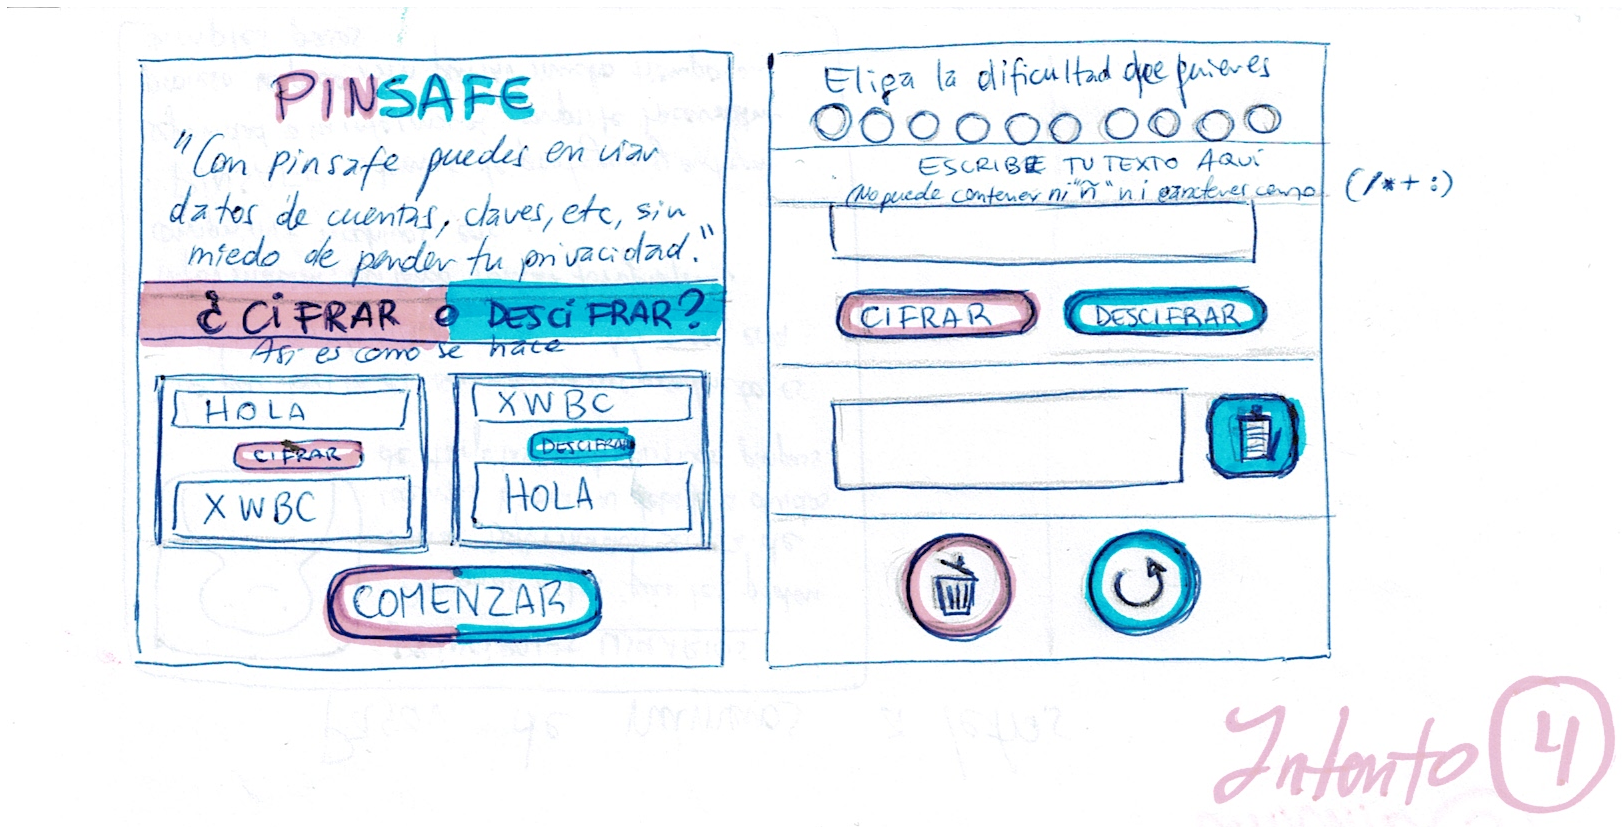 PINSAFE
"Con pinsafe puedes enviar
datos de cuentas, claves, etc, sin
miedo de perder tu privacidad."
¿CiFRAR o DESCiFRAR?
Asi es como se hace
HOLA
CIFRAR
XWBC
XWBC
DESCIFRAR
HOLA
COMENZAR
Eliga la dificultad que quieres
ESCRIBE TU TEXTO AQUÍ
(No puede contener ni "ñ" ni caracteres como (/*+:)
CIFRAR
DESCIFRAR
Intento 4